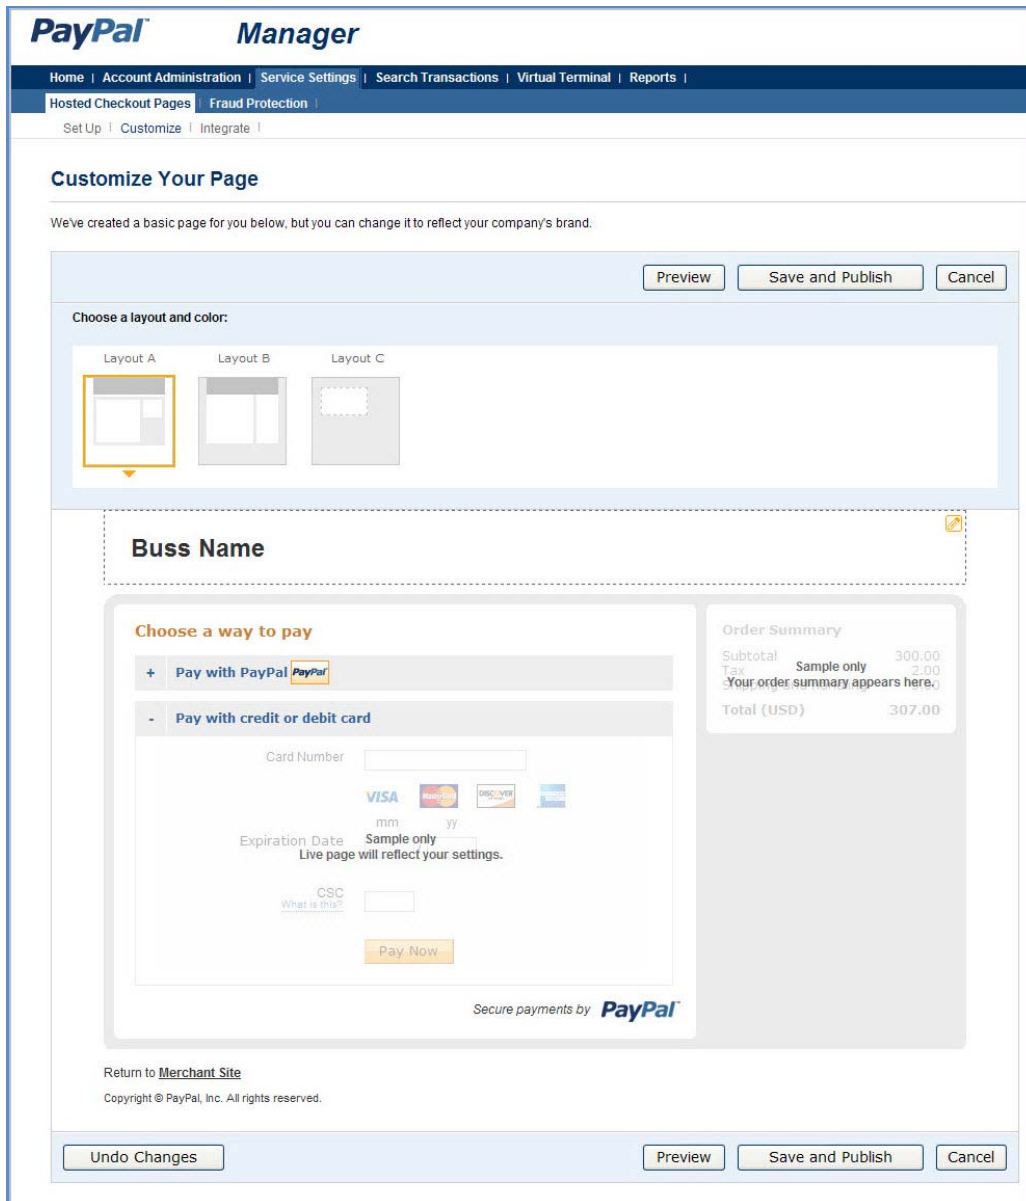 PayPal Manager
Home | Account Administration | Service Settings | Search Transactions | Virtual Terminal | Reports |
Hosted Checkout Pages | Fraud Protection |
Set Up | Customize | Integrate |
Customize Your Page
We've created a basic page for you below, but you can change it to reflect your company's brand.
Preview Save and Publish Cancel
Choose a layout and color:
Layout A Layout B Layout C
Buss Name
Choose a way to pay
+ Pay with PayPal PayPal
- Pay with credit or debit card
Card Number
VISA MasterCard DISCOVER
mm yy
Expiration Date
Sample only
Live page will reflect your settings.
CSC
What is this?
Pay Now
Secure payments by PayPal
Order Summary
Subtotal 300.00
Sample only
Tax 2.00
Your order summary appears here.
Total (USD) 307.00
Return to Merchant Site
Copyright © PayPal, Inc. All rights reserved.
Undo Changes Preview Save and Publish Cancel